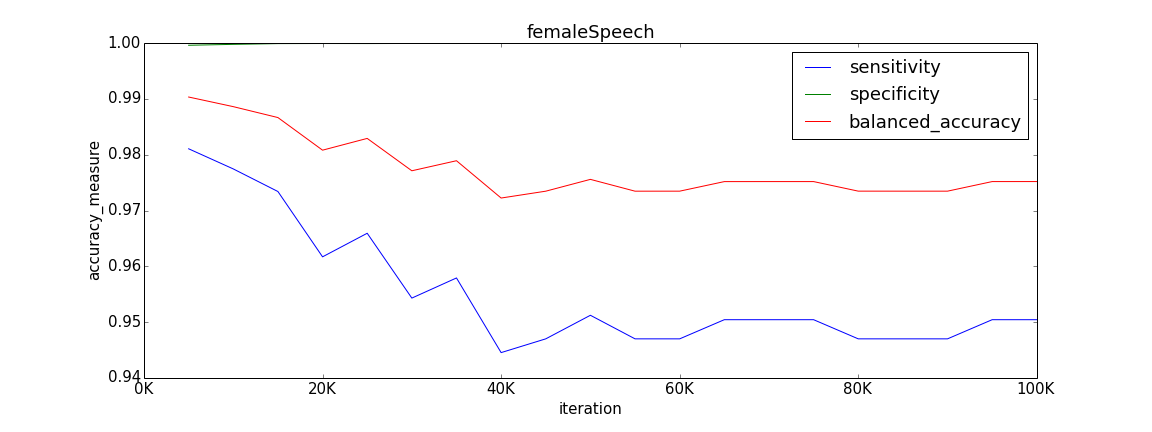 femaleSpeech
sensitivity
specificity
balanced_accuracy
accuracy_measure
1.00
0.99
0.98
0.97
0.96
0.95
0.94
0K 20K 40K 60K 80K 100K
iteration